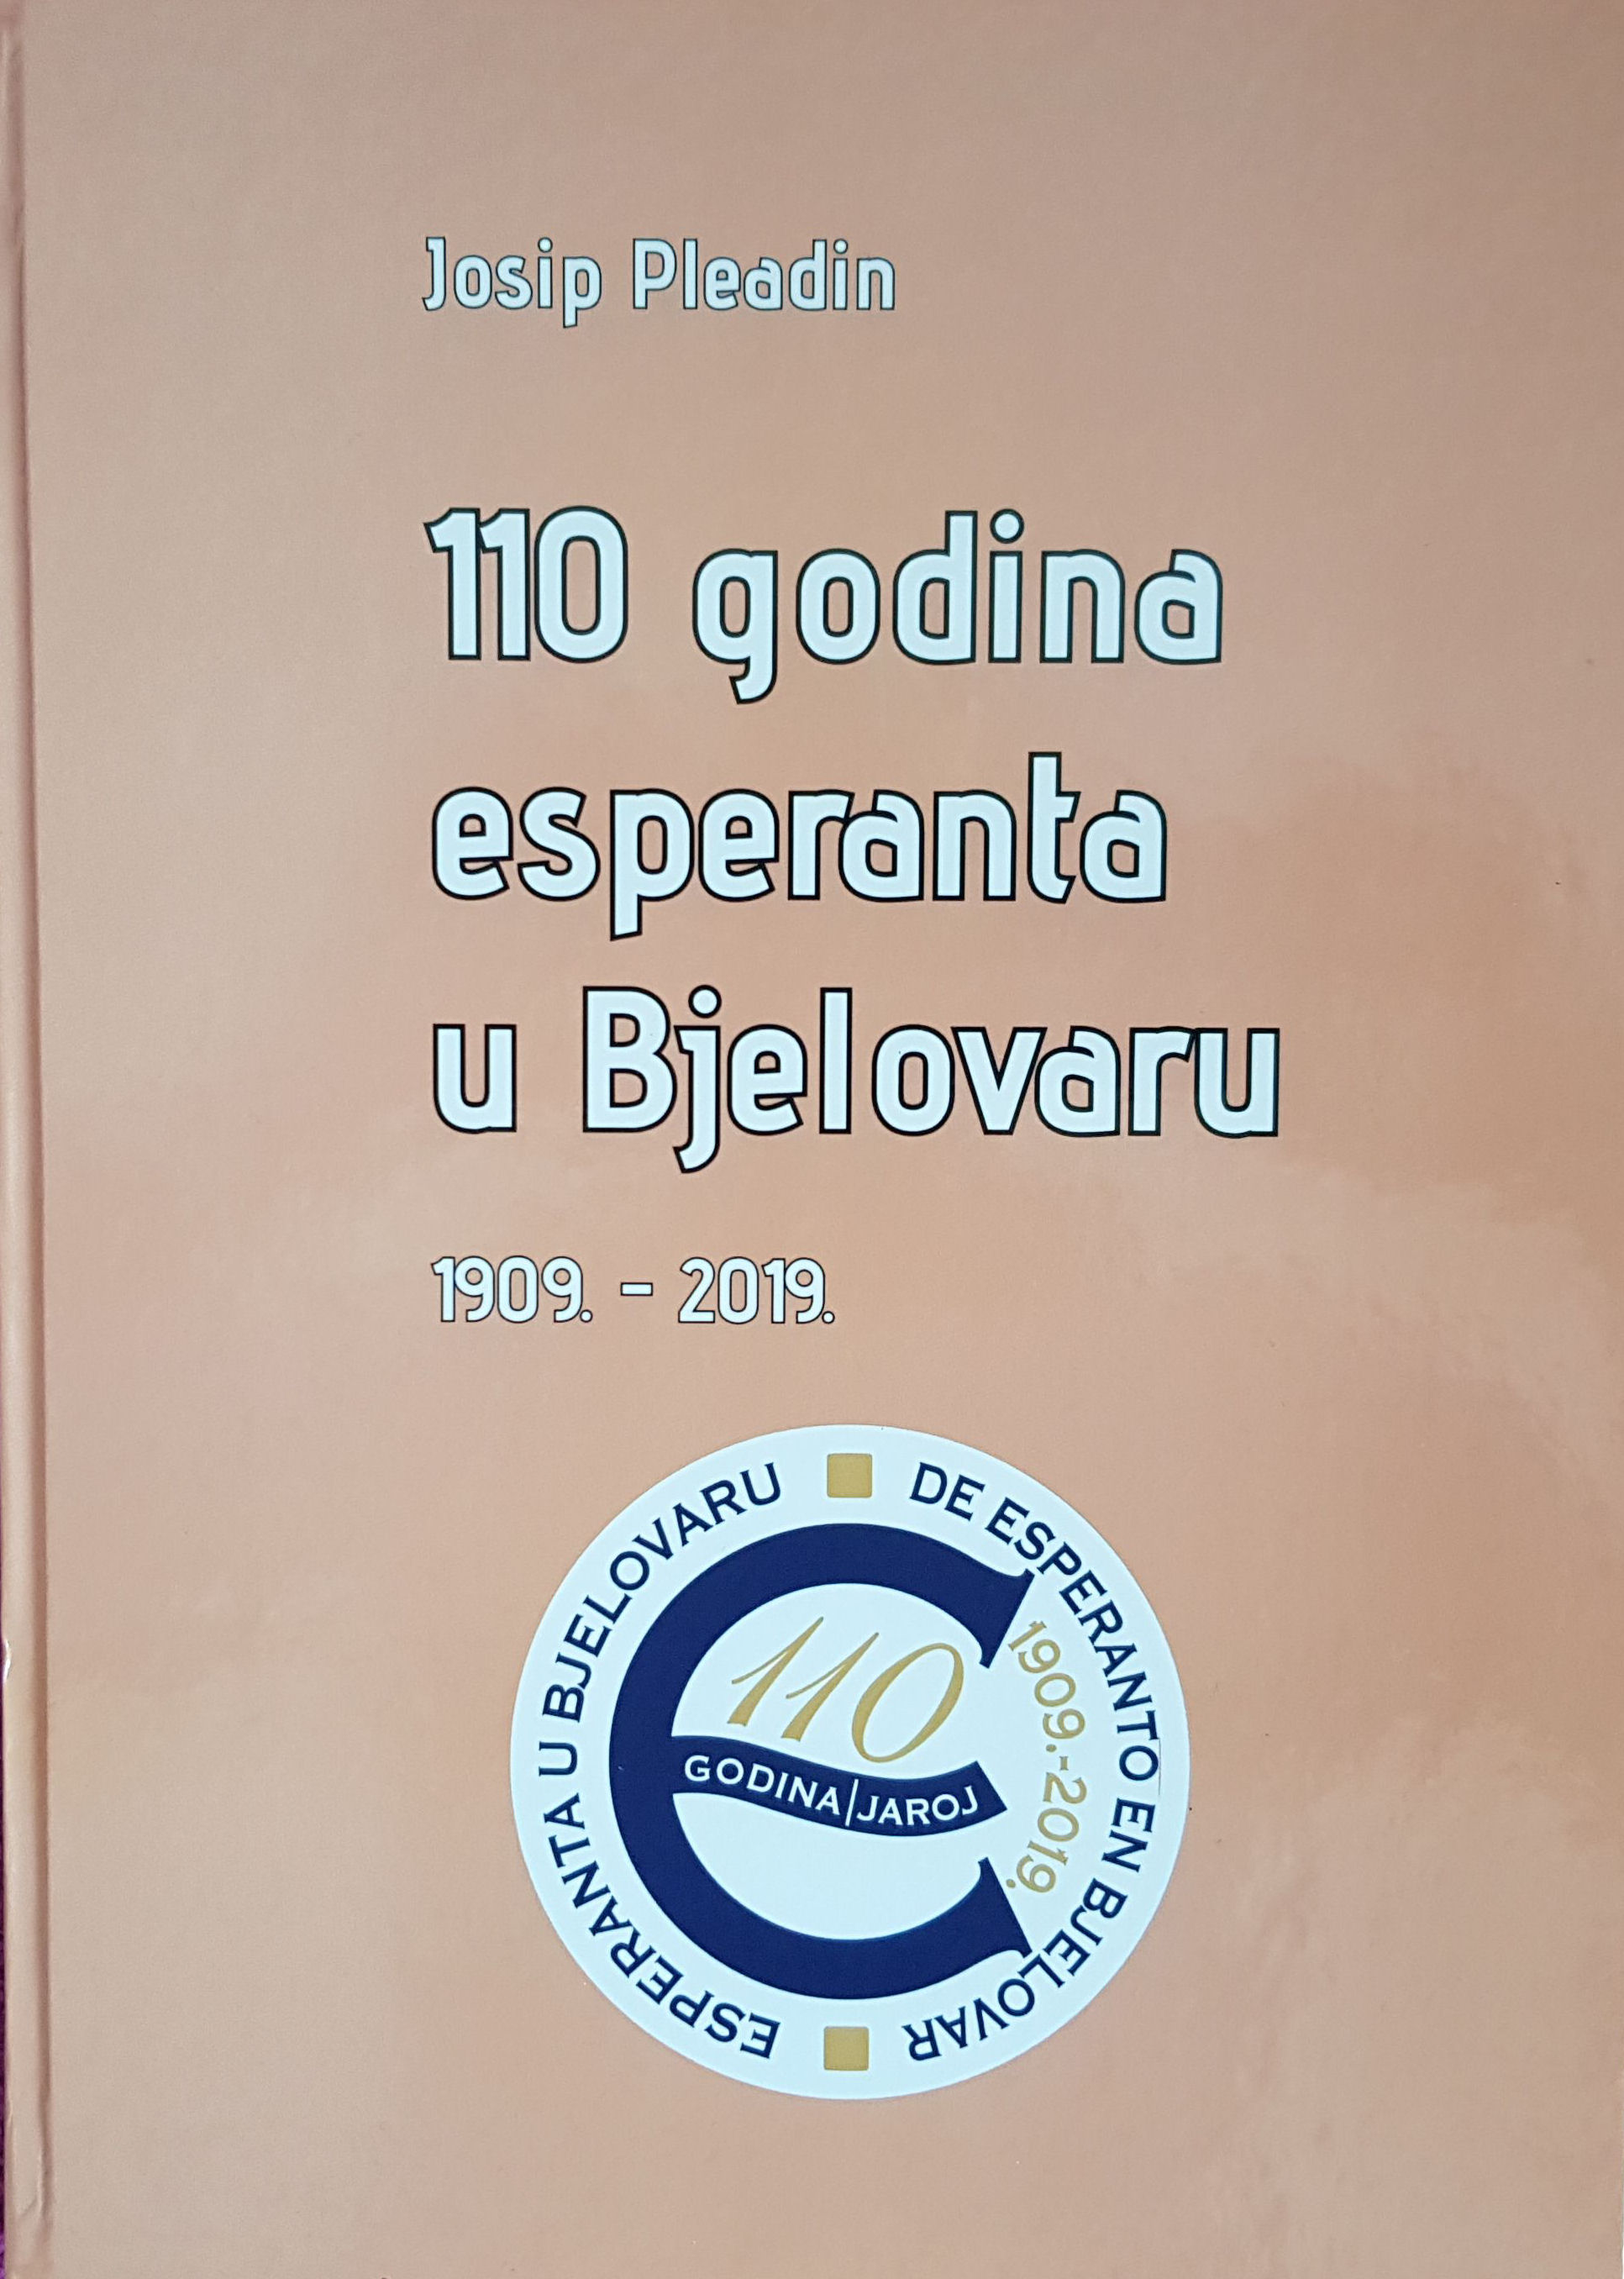 Josip Pleadin
110 godina
esperanta
u Bjelovaru
1909. - 2019.
ESPERANTA U BJELOVARU
DE ESPERANTO EN BJELOVAR
110
GODINA|JAROJ
1909.-2019.